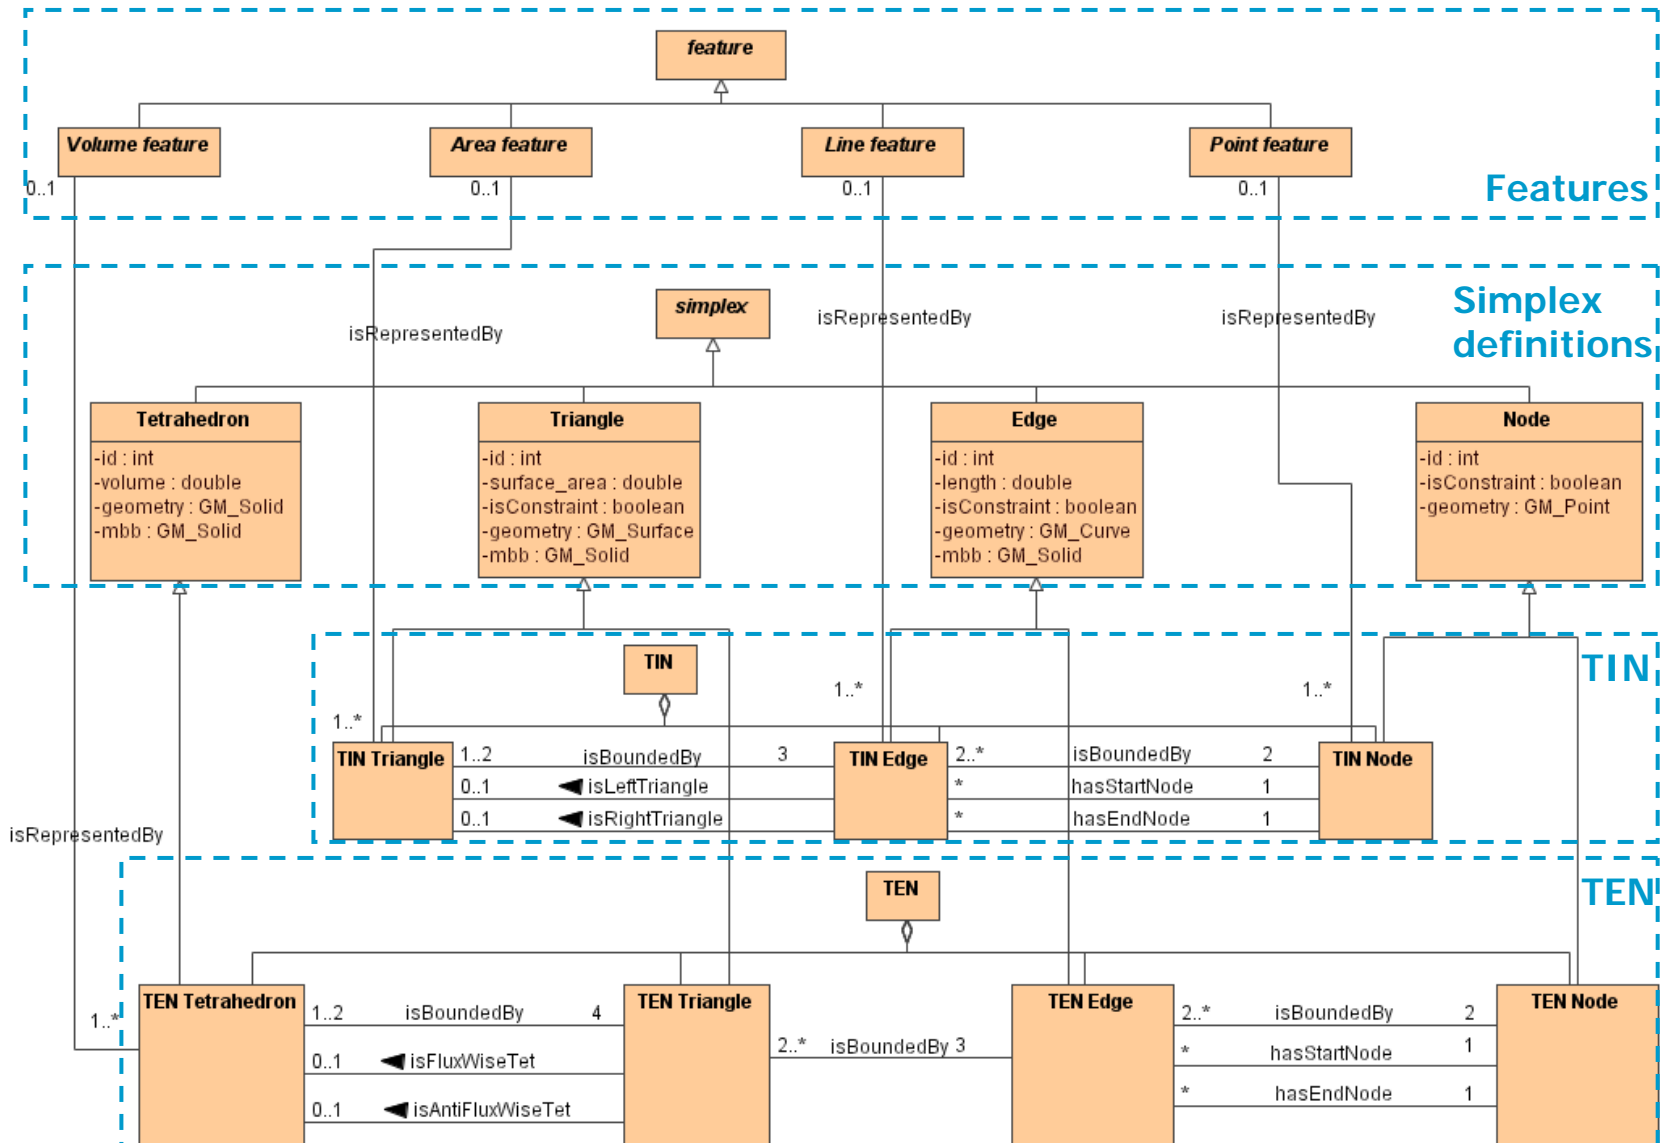 feature
Volume feature
Area feature
Line feature
Point feature
0..1
0..1
0..1
0..1
Features
simplex
Simplex
definitions
isRepresentedBy
isRepresentedBy
isRepresentedBy
Tetrahedron
-id : int
-volume : double
-geometry : GM_Solid
-mbb : GM_Solid
Triangle
-id : int
-surface_area : double
-isConstraint : boolean
-geometry : GM_Surface
-mbb : GM_Solid
Edge
-id : int
-length : double
-isConstraint : boolean
-geometry : GM_Curve
-mbb : GM_Solid
Node
-id : int
-isConstraint : boolean
-geometry : GM_Point
TIN
TIN
1..*
1..*
1..*
TIN Triangle
1..2 isBoundedBy 3
0..1 isLeftTriangle
0..1 isRightTriangle
TIN Edge
2..* isBoundedBy 2
* hasStartNode 1
* hasEndNode 1
TIN Node
isRepresentedBy
TEN
TEN
1..*
TEN Tetrahedron
1..2 isBoundedBy 4
0..1 isFluxWiseTet
0..1 isAntiFluxWiseTet
TEN Triangle
2..* isBoundedBy 3
TEN Edge
2..* isBoundedBy 2
* hasStartNode 1
* hasEndNode 1
TEN Node